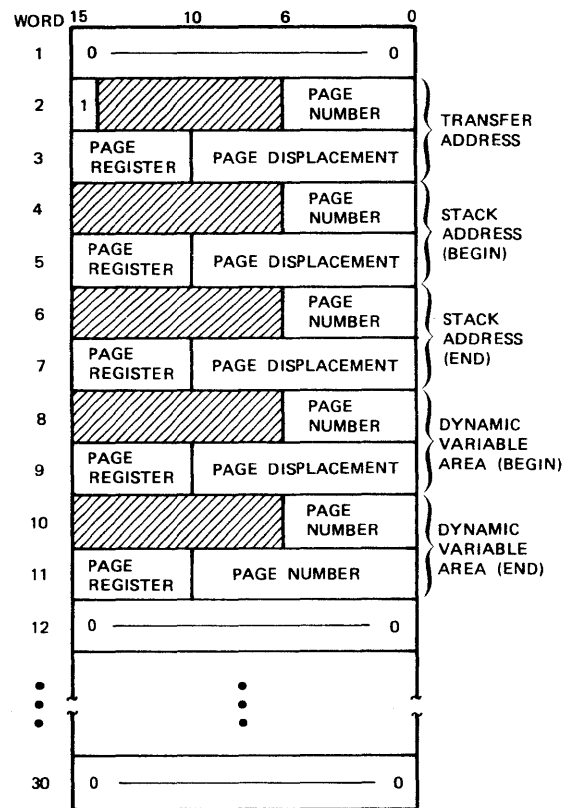 WORD 15 10 6 0
1 0 0
2 1 PAGE NUMBER
3 PAGE REGISTER PAGE DISPLACEMENT
TRANSFER ADDRESS
4 PAGE NUMBER
5 PAGE REGISTER PAGE DISPLACEMENT
STACK ADDRESS (BEGIN)
6 PAGE NUMBER
7 PAGE REGISTER PAGE DISPLACEMENT
STACK ADDRESS (END)
8 PAGE NUMBER
9 PAGE REGISTER PAGE DISPLACEMENT
DYNAMIC VARIABLE AREA (BEGIN)
10 PAGE NUMBER
11 PAGE REGISTER PAGE NUMBER
DYNAMIC VARIABLE AREA (END)
12 0 0
30 0 0